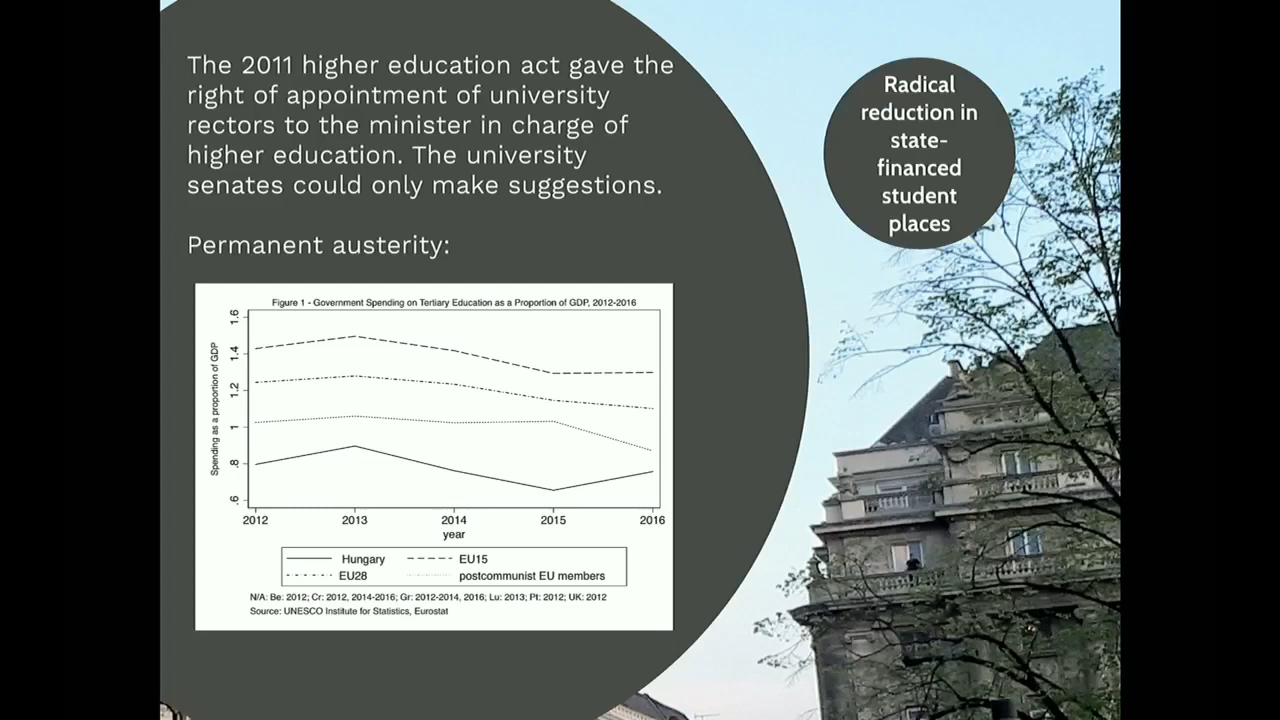 The 2011 higher education act gave the
right of appointment of university
rectors to the minister in charge of
higher education. The university
senates could only make suggestions.
Permanent austerity:
Figure 1 - Government Spending on Tertiary Education as a Proportion of GDP, 2012-2016
Spending as a proportion of GDP
1.6
1.4
1.2
1
.8
.6
2012 2013 2014 2015 2016
year
Hungary EU15
EU28 postcommunist EU members
N/A: Be: 2012; Cr: 2012, 2014-2016; Gr: 2012-2014, 2016; Lu: 2013; Pt: 2012; UK: 2012
Source: UNESCO Institute for Statistics, Eurostat
Radical
reduction in
state-
financed
student
places